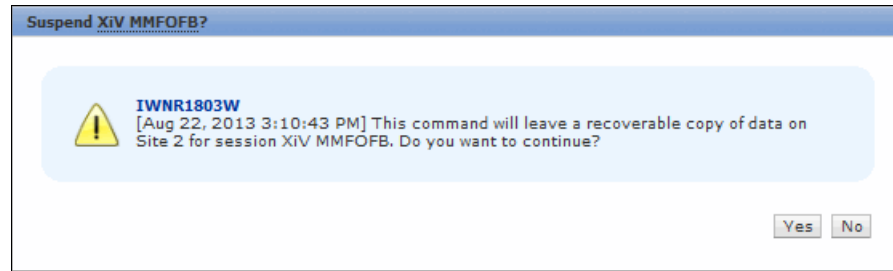 Suspend XiV MMFOFB?
IWNR1803W
[Aug 22, 2013 3:10:43 PM] This command will leave a recoverable copy of data on
Site 2 for session XiV MMFOFB. Do you want to continue?
Yes No